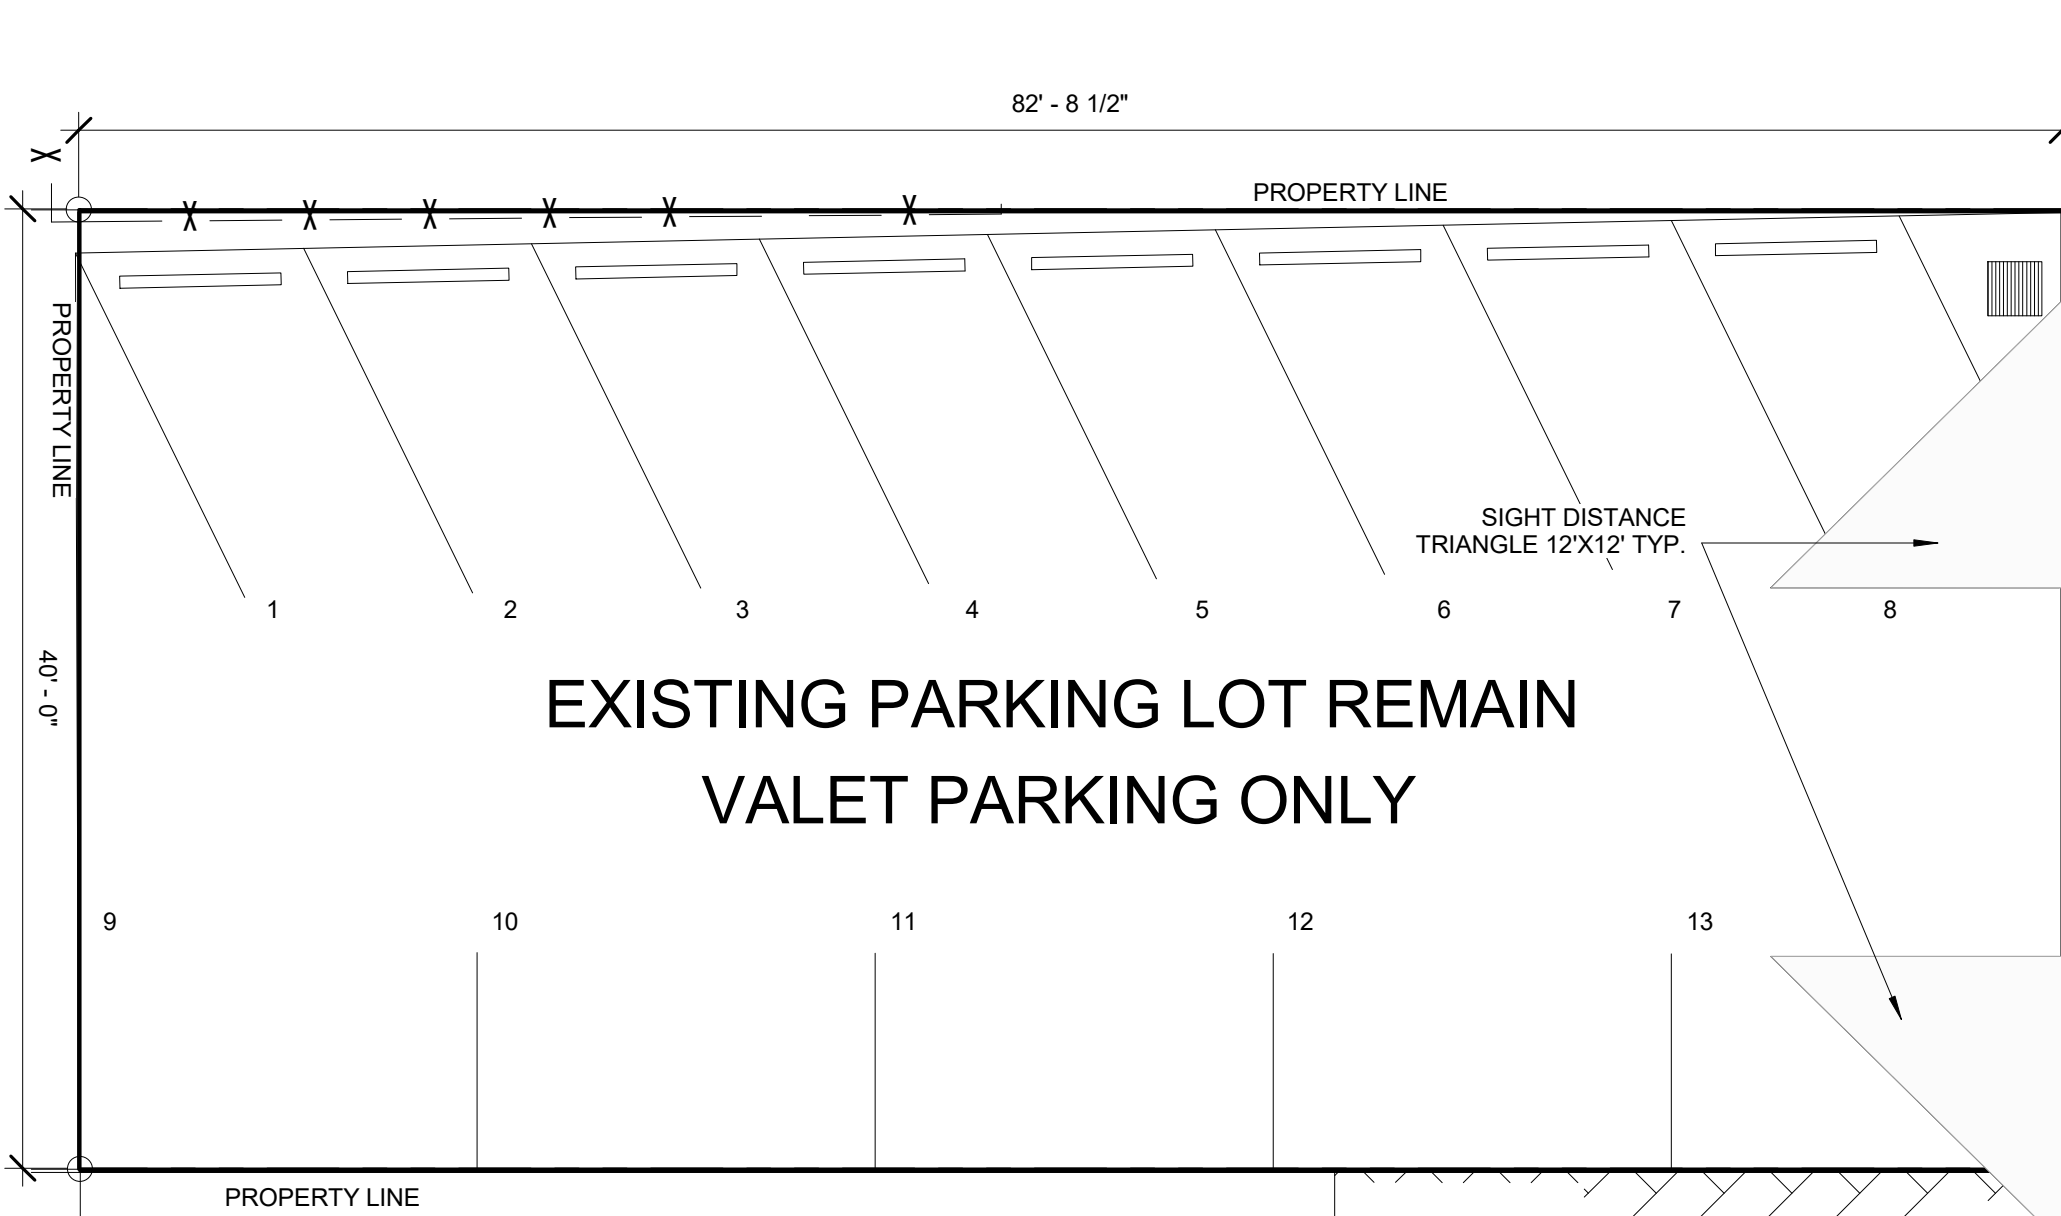 82' - 8 1/2"
PROPERTY LINE
PROPERTY LINE
SIGHT DISTANCE
TRIANGLE 12'X12' TYP.
1 2 3 4 5 6 7 8
40' - 0"
EXISTING PARKING LOT REMAIN
VALET PARKING ONLY
9 10 11 12 13
PROPERTY LINE